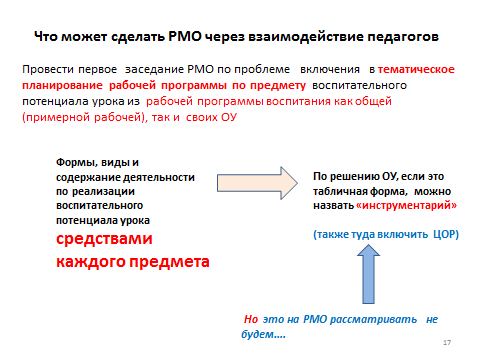 Что может сделать РМО через взаимодействие педагогов
Провести первое заседание РМО по проблеме включения в тематическое
планирование рабочей программы по предмету воспитательного
потенциала урока из рабочей программы воспитания как общей
(примерной рабочей), так и своих ОУ
Формы, виды и
содержание деятельности
по реализации
воспитательного
потенциала урока
средствами
каждого предмета
По решению ОУ, если это
табличная форма, можно
назвать «инструментарий»
(также туда включить ЦОР)
Но это на РМО рассматривать не
будем....
17